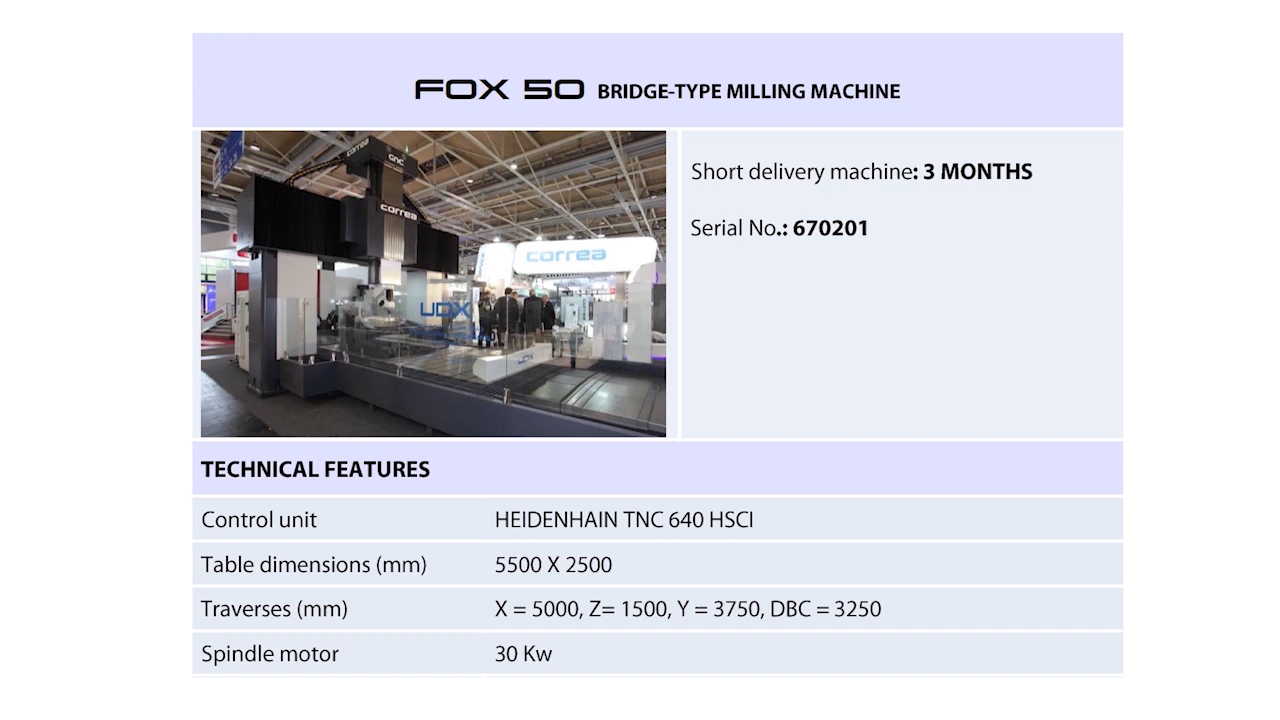 FOX 50 BRIDGE-TYPE MILLING MACHINE
correa
GNC
correa
correa
UDX
UDX
Short delivery machine: 3 MONTHS
Serial No.: 670201
TECHNICAL FEATURES
Control unit HEIDENHAIN TNC 640 HSCI
Table dimensions (mm) 5500 X 2500
Traverses (mm) X = 5000, Z= 1500, Y = 3750, DBC = 3250
Spindle motor 30 Kw